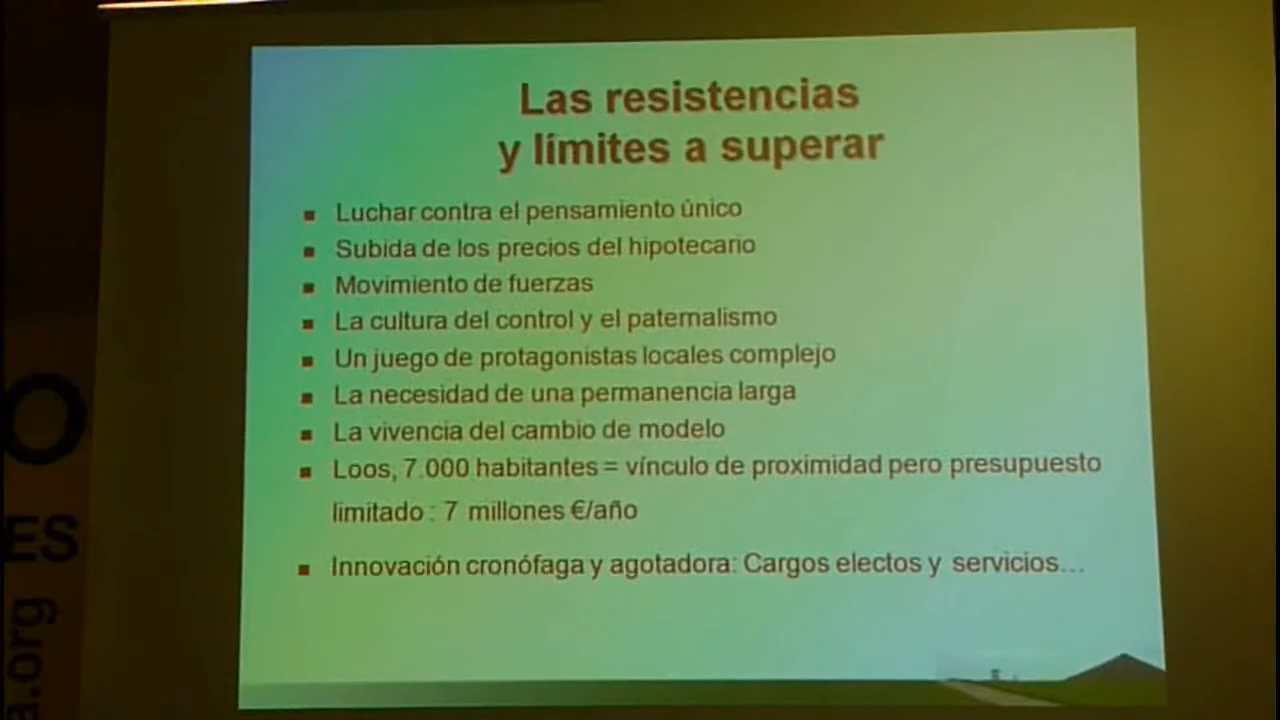 Las resistencias
y límites a superar
Luchar contra el pensamiento único
Subida de los precios del hipotecario
Movimiento de fuerzas
La cultura del control y el paternalismo
Un juego de protagonistas locales complejo
La necesidad de una permanencia larga
La vivencia del cambio de modelo
Loos, 7.000 habitantes = vínculo de proximidad pero presupuesto
limitado : 7 millones €/año
Innovación cronófaga y agotadora: Cargos electos y servicios...
O
ES
a.org